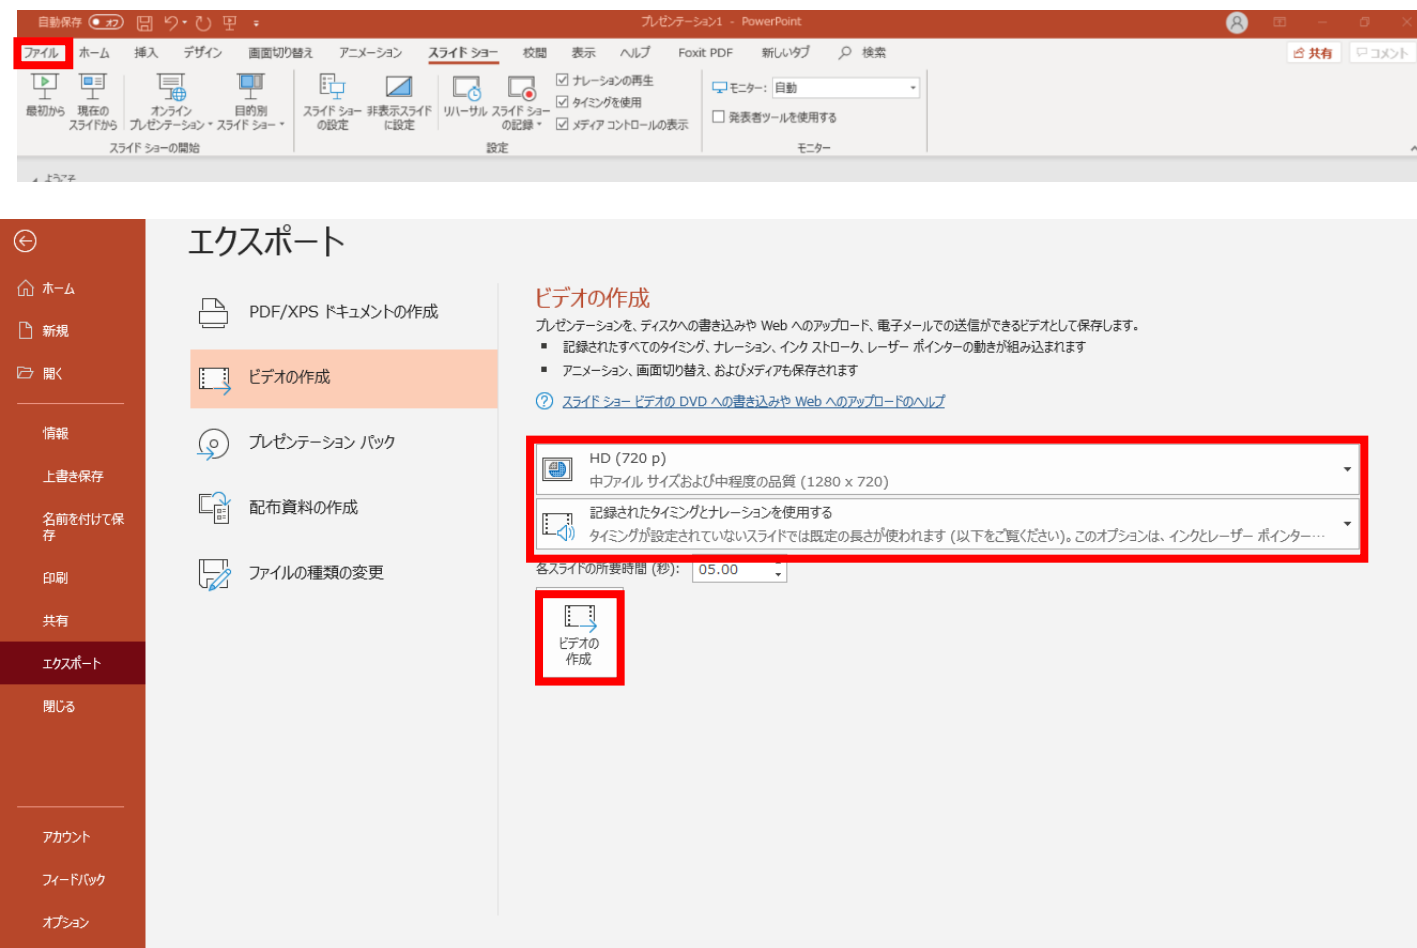 自動保存 オフ
プレゼンテーション1 - PowerPoint
ファイル ホーム 挿入 デザイン 画面切り替え アニメーション スライド ショー 校閲 表示 ヘルプ Foxit PDF 新しいタブ 検索 共有 コメント
最初から
現在の
スライドから
オンライン
プレゼンテーション
目的別
スライド ショー
スライド ショー
の設定
非表示スライド
に設定
リハーサル
スライド ショー
の記録
ナレーションの再生
タイミングを使用
メディア コントロールの表示
モニター: 自動
発表者ツールを使用する
スライド ショーの開始 設定 モニター
ようこそ
ホーム
新規
開く
情報
上書き保存
名前を付けて保
存
印刷
共有
エクスポート
閉じる
アカウント
フィードバック
オプション
エクスポート
PDF/XPS ドキュメントの作成
ビデオの作成
プレゼンテーション パック
配布資料の作成
ファイルの種類の変更
ビデオの作成
プレゼンテーションを、ディスクへの書き込みや Web へのアップロード、電子メールでの送信ができるビデオとして保存します。
■ 記録されたすべてのタイミング、ナレーション、インク ストローク、レーザー ポインターの動きが組み込まれます
■ アニメーション、画面切り替え、およびメディアも保存されます
スライド ショー ビデオの DVD への書き込みや Web へのアップロードのヘルプ
HD (720 p)
中ファイル サイズおよび中程度の品質 (1280 x 720)
記録されたタイミングとナレーションを使用する
タイミングが設定されていないスライドでは既定の長さが使われます (以下をご覧ください)。このオプションは、インクとレーザー ポインター…
各スライドの所要時間 (秒): 05.00
ビデオの
作成